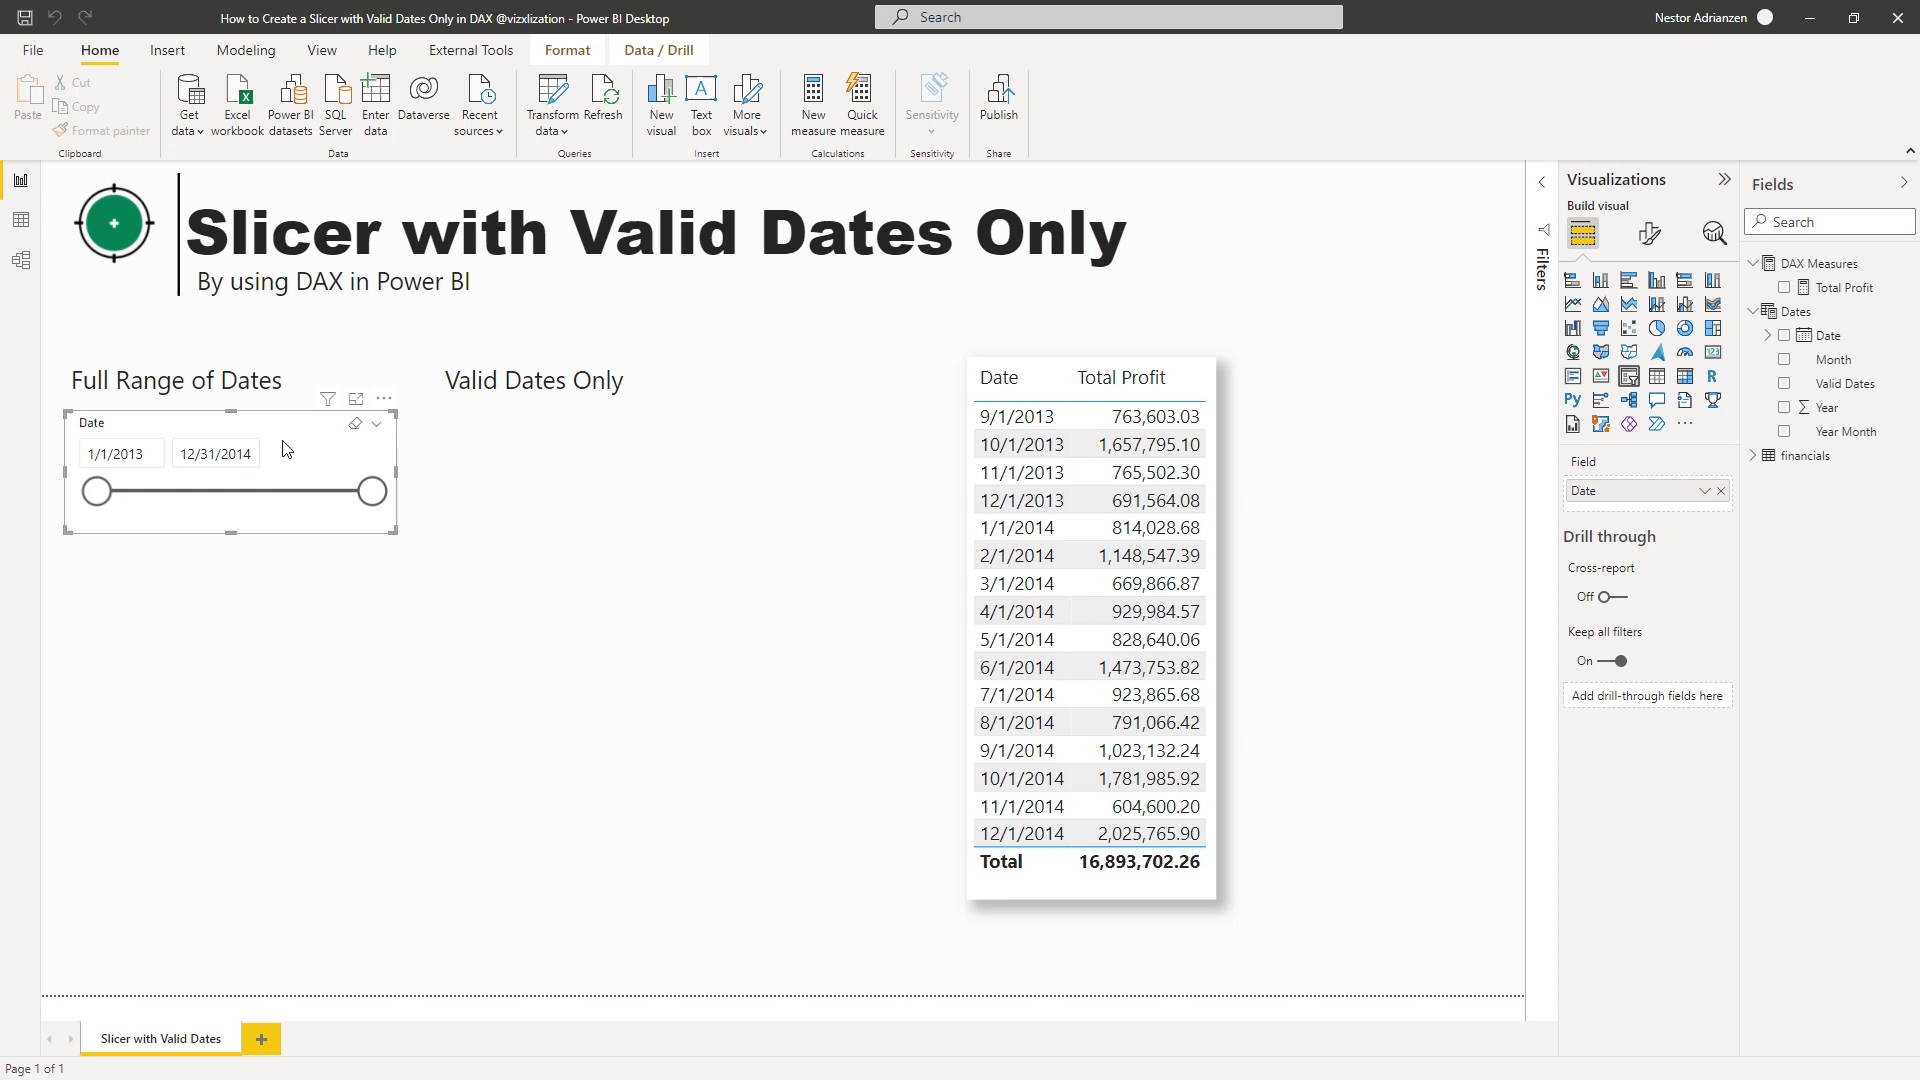 How to Create a Slicer with Valid Dates Only in DAX @vizxlization - Power BI Desktop
Search
Nestor Adrianzen
File
Home
Insert
Modeling
View
Help
External Tools
Format
Data / Drill
Paste
Cut
Copy
Format painter
Clipboard
Get data
Excel workbook
Power BI datasets
SQL Server
Enter data
Dataverse
Recent sources
Data
Transform data
Refresh
Queries
New visual
Text box
More visuals
Insert
New measure
Quick measure
Calculations
Sensitivity
Sensitivity
Publish
Share
Slicer with Valid Dates Only
By using DAX in Power BI
Full Range of Dates
Valid Dates Only
Date
1/1/2013
12/31/2014
Date Total Profit
9/1/2013 763,603.03
10/1/2013 1,657,795.10
11/1/2013 765,502.30
12/1/2013 691,564.08
1/1/2014 814,028.68
2/1/2014 1,148,547.39
3/1/2014 669,866.87
4/1/2014 929,984.57
5/1/2014 828,640.06
6/1/2014 1,473,753.82
7/1/2014 923,865.68
8/1/2014 791,066.42
9/1/2014 1,023,132.24
10/1/2014 1,781,985.92
11/1/2014 604,600.20
12/1/2014 2,025,765.90
Total 16,893,702.26
Filters
Visualizations
Build visual
123
R
Py
Field
Date
Drill through
Cross-report
Off
Keep all filters
On
Add drill-through fields here
Fields
Search
DAX Measures
Total Profit
Dates
Date
Month
Valid Dates
Σ Year
Year Month
financials
Slicer with Valid Dates
Page 1 of 1